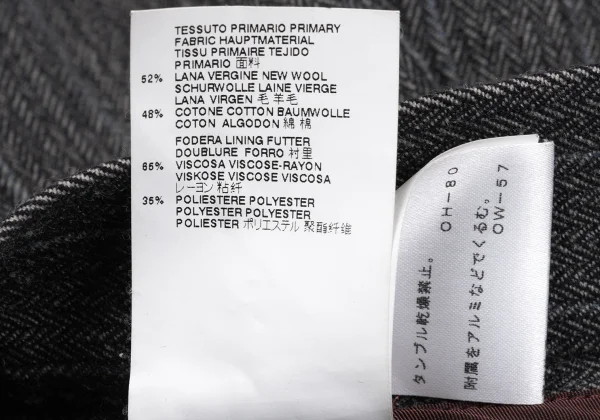 TESSUTO PRIMARIO PRIMARY
FABRIC HAUPTMATERIAL
TISSU PRIMAIRE TEJIDO
PRIMARIO 面料
52% LANA VERGINE NEW WOOL
SCHURWOLLE LAINE VIERGE
LANA VIRGEN 毛 羊毛
48% COTONE COTTON BAUMWOLLE
COTON ALGODON 綿 棉
FODERA LINING FUTTER
DOUBLURE FORRO 衬里
65% VISCOSA VISCOSE-RAYON
VISKOSE VISCOSE VISCOSA
レーヨン 粘纤
35% POLIESTERE POLYESTER
POLYESTER POLYESTER
POLIESTER ポリエステル 聚酯纤维
タンブル乾燥禁止。 OH-80
附属をアルミなどでくるむ。
OW-57